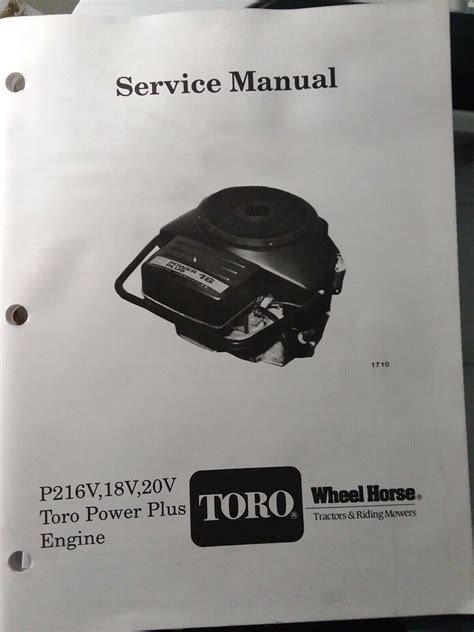 Service Manual
POWER PLUS 16
1710
P216V,18V,20V
Toro Power Plus
Engine
TORO®
Wheel Horse®
Tractors & Riding Mowers